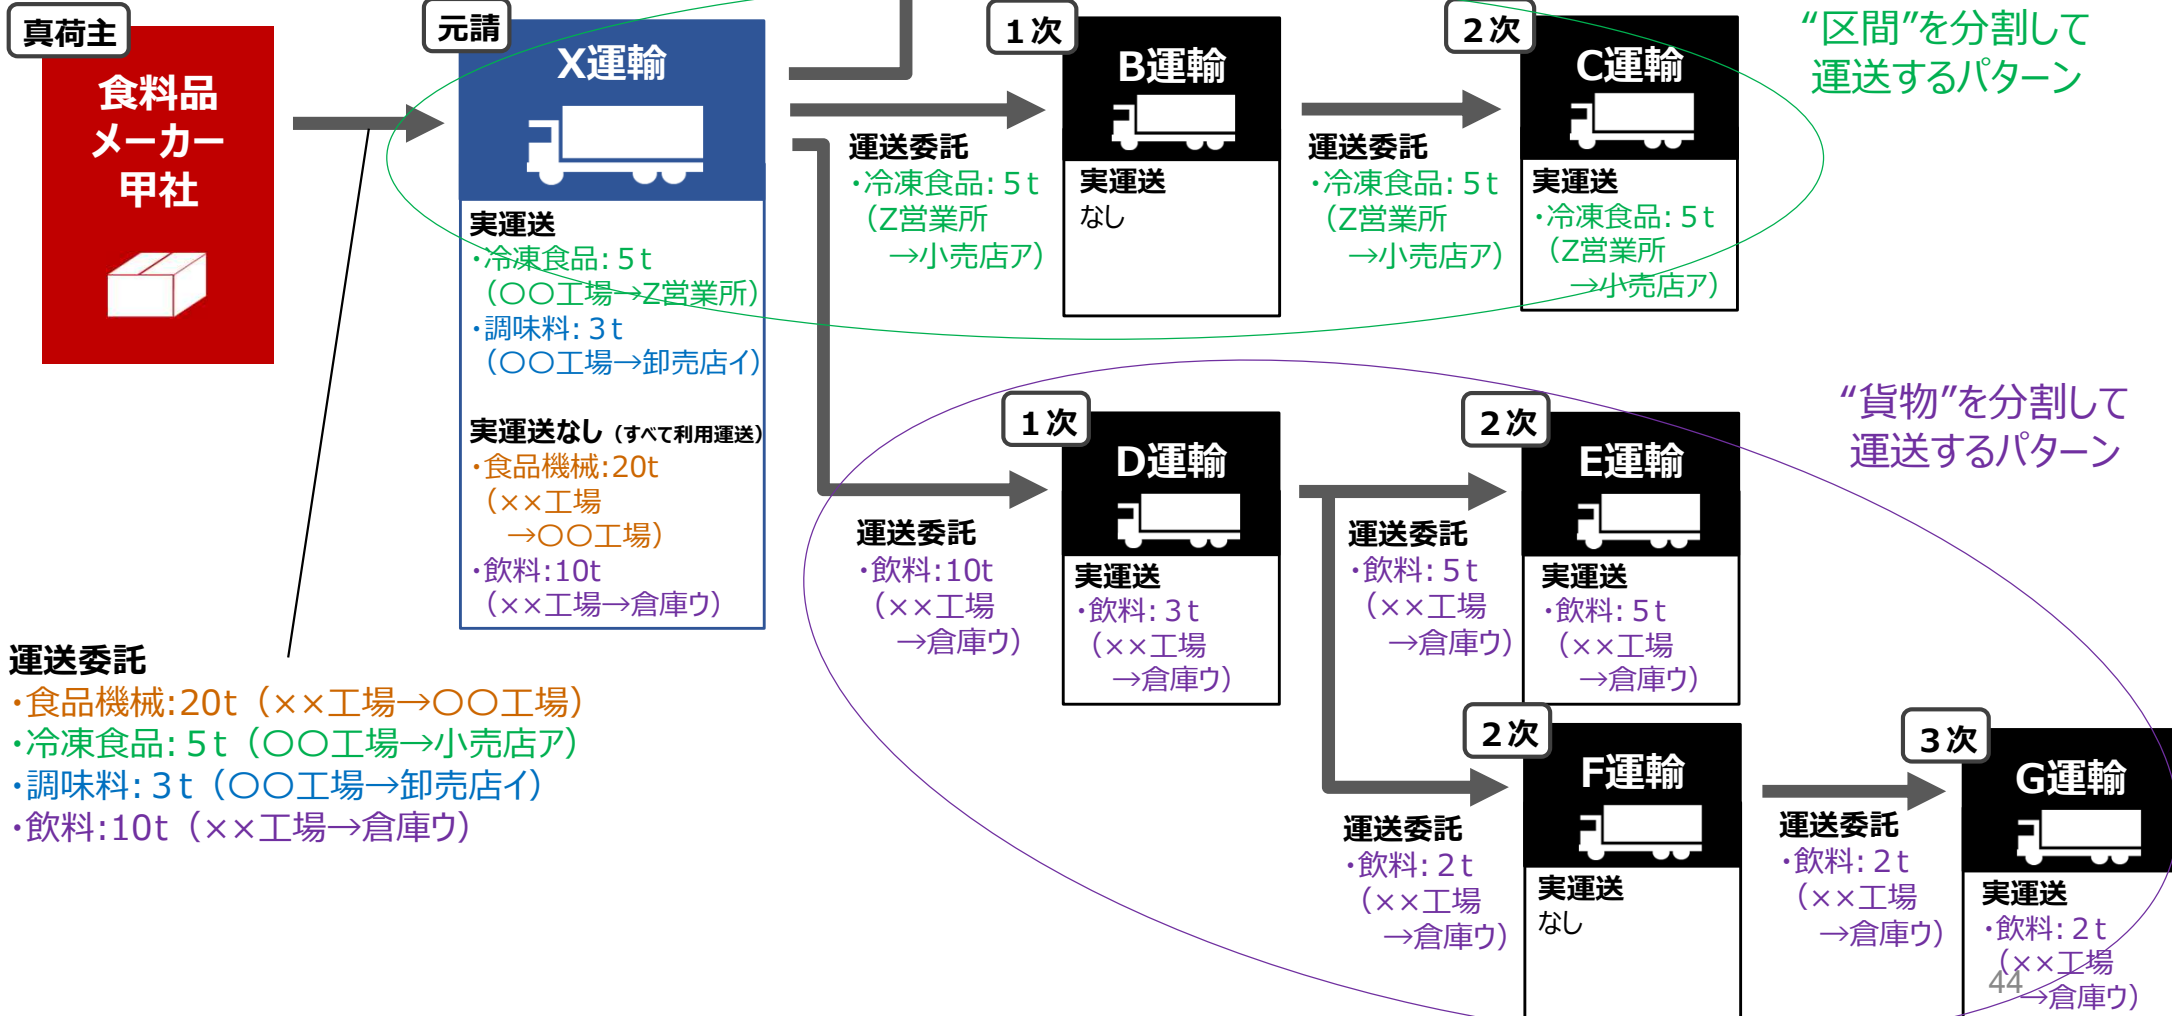 真荷主
食料品
メーカー
甲社
元請
X運輸
実運送
・冷凍食品：5t
（〇〇工場→Z営業所）
・調味料：3t
（〇〇工場→卸売店イ）
実運送なし（すべて利用運送）
・食品機械:20t
（××工場
→〇〇工場）
・飲料:10t
（××工場→倉庫ウ）
運送委託
・食品機械:20t（××工場→〇〇工場）
・冷凍食品：5t（〇〇工場→小売店ア）
・調味料：3t（〇〇工場→卸売店イ）
・飲料:10t（××工場→倉庫ウ）
運送委託
・冷凍食品：5t
（Z営業所
→小売店ア）
1次
B運輸
実運送
なし
運送委託
・冷凍食品：5t
（Z営業所
→小売店ア）
2次
C運輸
実運送
・冷凍食品：5t
（Z営業所
→小売店ア）
“区間”を分割して
運送するパターン
運送委託
・飲料:10t
（××工場
→倉庫ウ）
1次
D運輸
実運送
・飲料：3t
（××工場
→倉庫ウ）
運送委託
・飲料：5t
（××工場
→倉庫ウ）
2次
E運輸
実運送
・飲料：5t
（××工場
→倉庫ウ）
“貨物”を分割して
運送するパターン
運送委託
・飲料：2t
（××工場
→倉庫ウ）
2次
F運輸
実運送
なし
運送委託
・飲料：2t
（××工場
→倉庫ウ）
3次
G運輸
実運送
・飲料：2t
（××工場
→倉庫ウ）
44